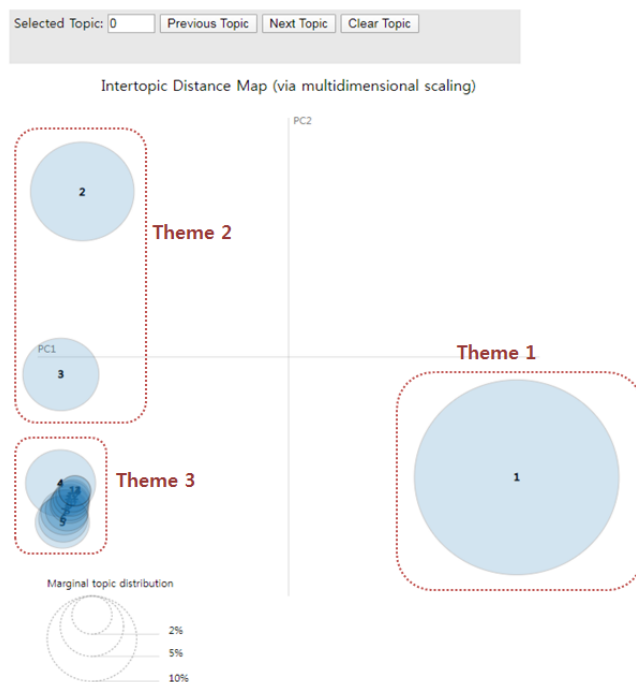 Selected Topic: 0 Previous Topic Next Topic Clear Topic
Intertopic Distance Map (via multidimensional scaling)
PC2
2
Theme 2
PC1
3
Theme 1
4
Theme 3
1
13
5
Marginal topic distribution
2%
5%
10%